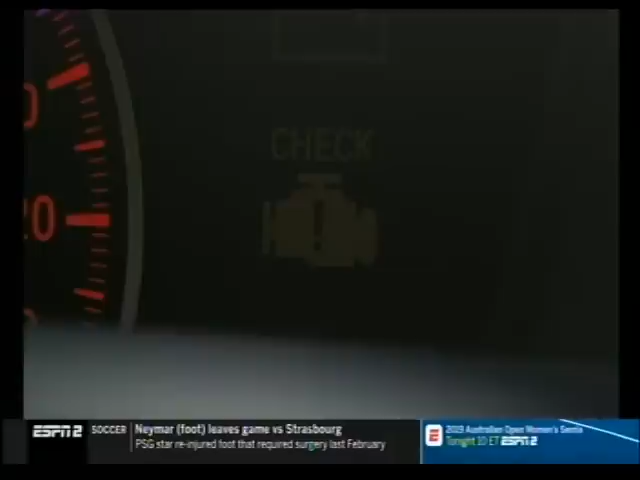 CHECK
20
ESPN2
SOCCER
Neymar (foot) leaves game vs Strasbourg
PSG star re-injured foot that required surgery last February
2019 Australian Open Women's Semis
Tonight 10 ET ESPN2